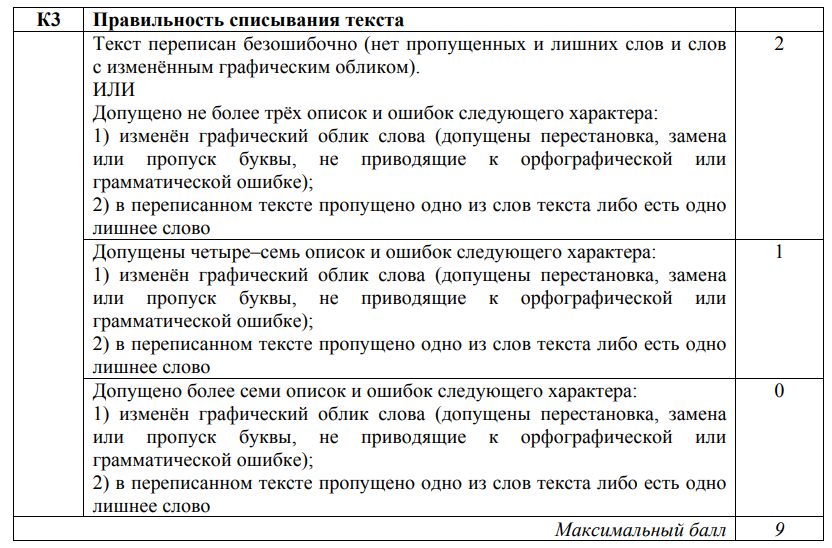 К3 Правильность списывания текста
Текст переписан безошибочно (нет пропущенных и лишних слов и слов 2
с изменённым графическим обликом).
ИЛИ
Допущено не более трёх описок и ошибок следующего характера:
1) изменён графический облик слова (допущены перестановка, замена
или пропуск буквы, не приводящие к орфографической или
грамматической ошибке);
2) в переписанном тексте пропущено одно из слов текста либо есть одно
лишнее слово
Допущены четыре–семь описок и ошибок следующего характера: 1
1) изменён графический облик слова (допущены перестановка, замена
или пропуск буквы, не приводящие к орфографической или
грамматической ошибке);
2) в переписанном тексте пропущено одно из слов текста либо есть одно
лишнее слово
Допущено более семи описок и ошибок следующего характера: 0
1) изменён графический облик слова (допущены перестановка, замена
или пропуск буквы, не приводящие к орфографической или
грамматической ошибке);
2) в переписанном тексте пропущено одно из слов текста либо есть одно
лишнее слово
Максимальный балл 9